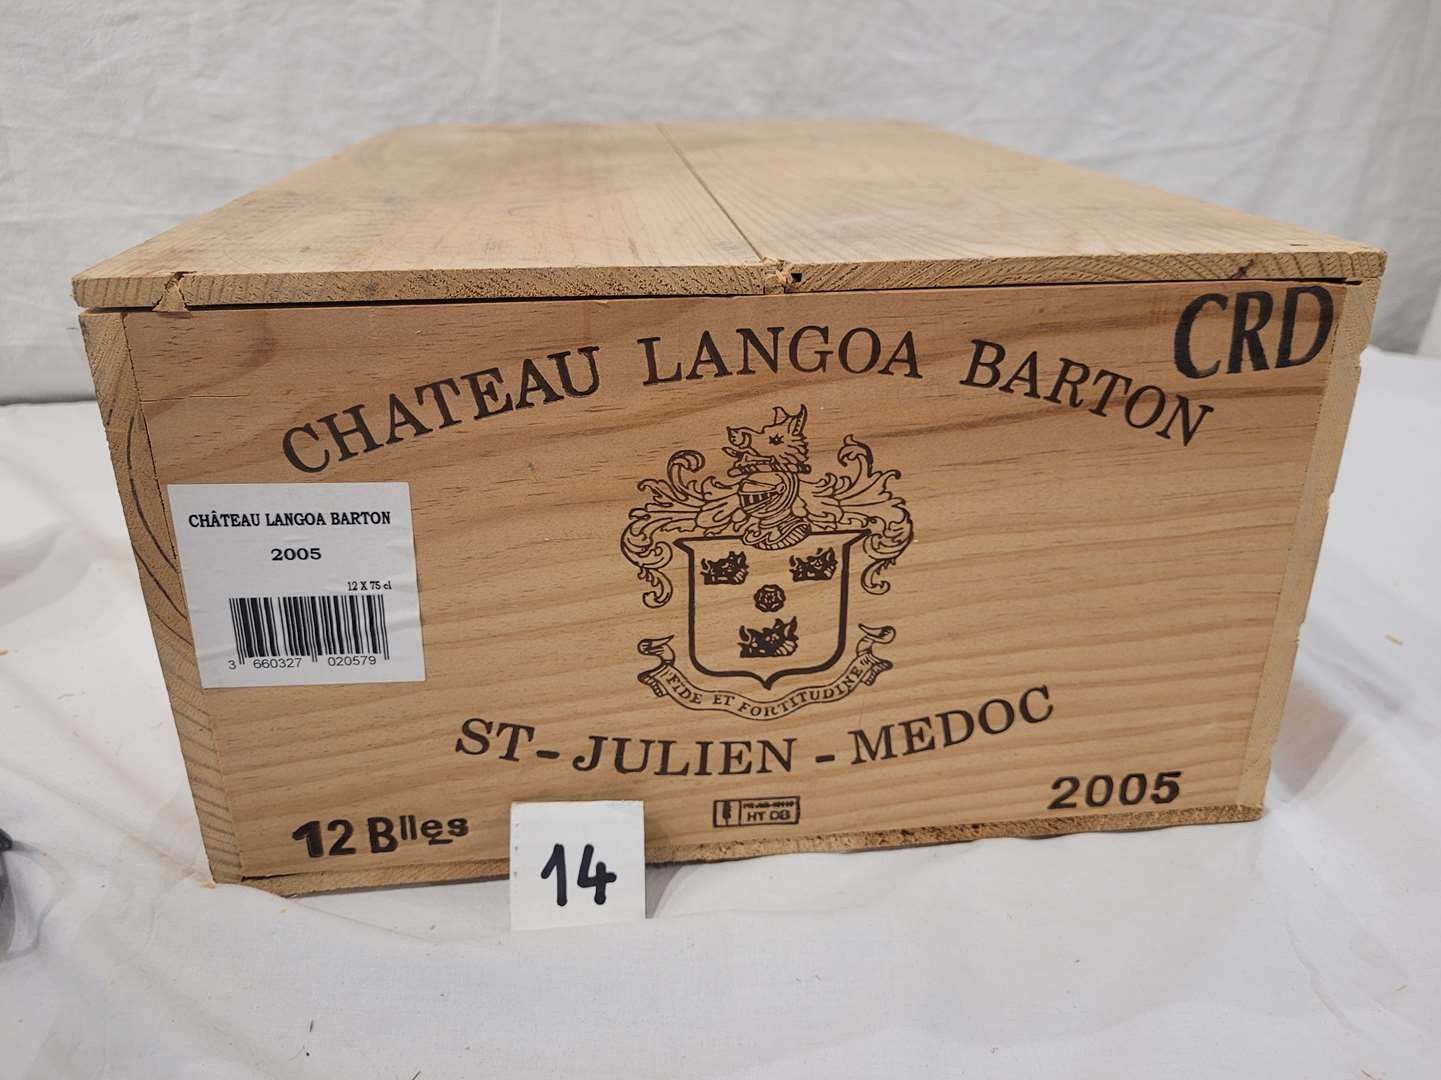 CRD
CHATEAU LANGOA BARTON
CHÂTEAU LANGOA BARTON
2005
12 X 75 cl
3 660327 020579
FIDE ET FORTITUDINE
ST-JULIEN-MEDOC
2005
12 Blles
HT DB
14